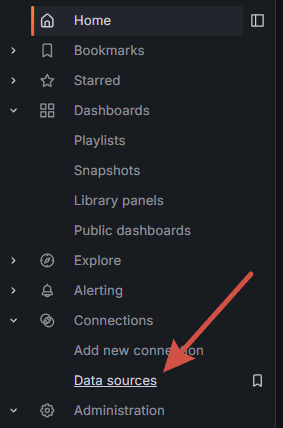 Home
Bookmarks
Starred
Dashboards
Playlists
Snapshots
Library panels
Public dashboards
Explore
Alerting
Connections
Add new connection
Data sources
Administration